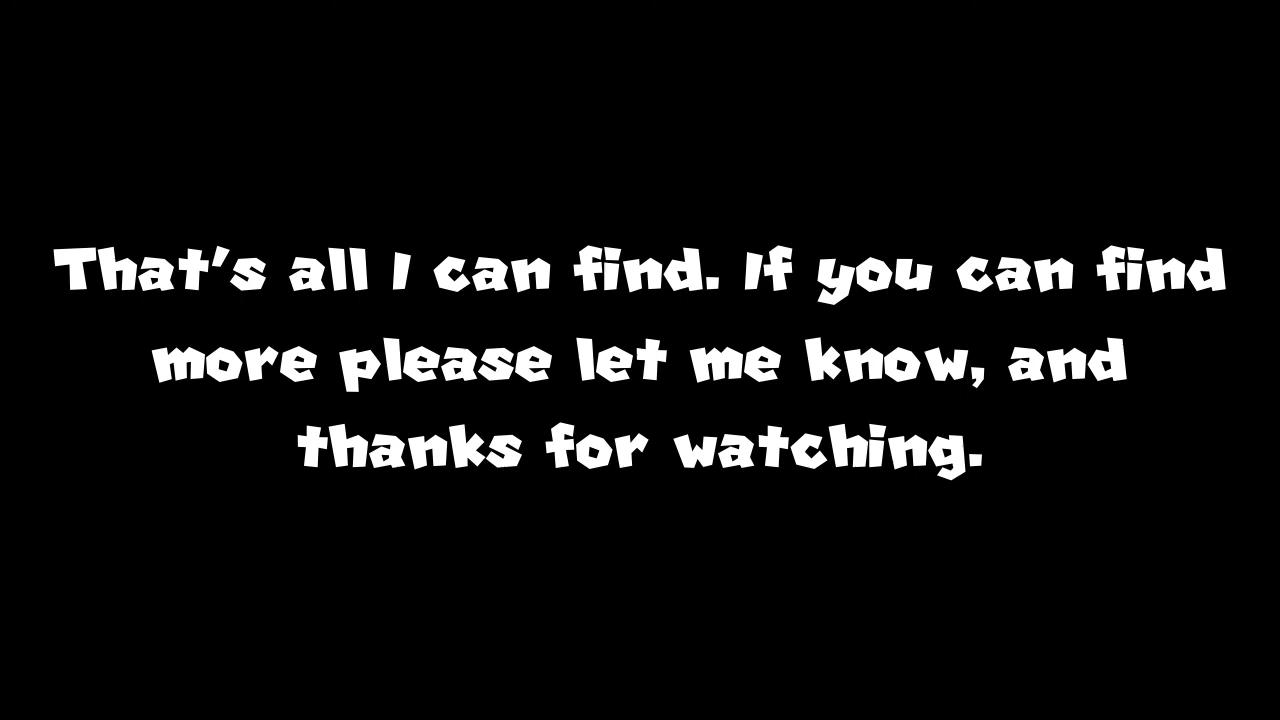 That's all I can find. If you can find
more please let me know, and
thanks for watching.